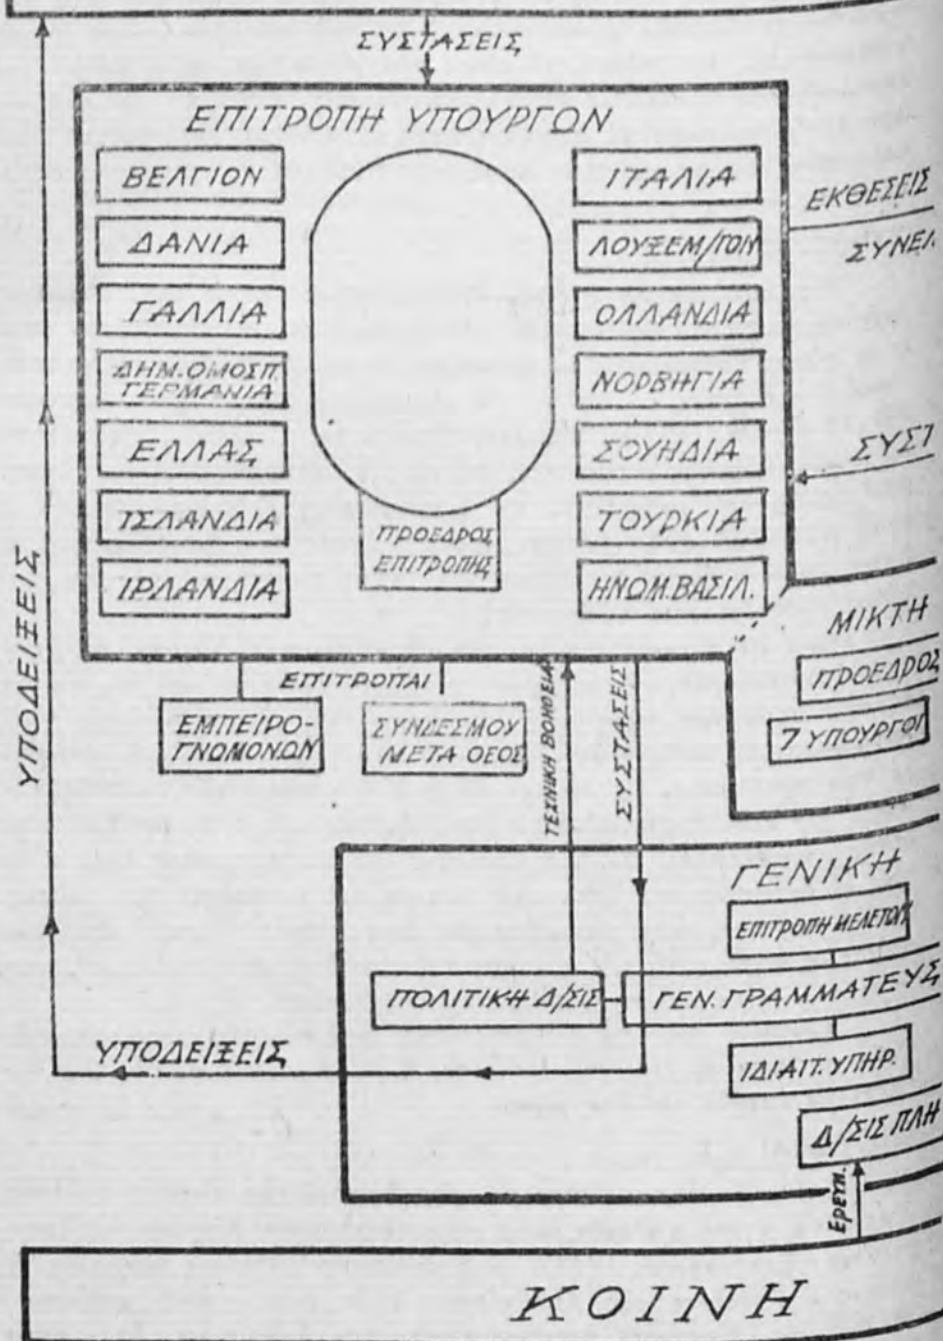 ΣΥΣΤΑΣΕΙΣ
ΕΠΙΤΡΟΠΗ ΥΠΟΥΡΓΩΝ
ΒΕΛΓΙΟΝ
ΔΑΝΙΑ
ΓΑΛΛΙΑ
ΔΗΜ. ΟΜΟΣΠ.
ΓΕΡΜΑΝΙΑ
ΕΛΛΑΣ
ΙΣΛΑΝΔΙΑ
ΙΡΛΑΝΔΙΑ
ΠΡΟΕΔΡΟΣ
ΕΠΙΤΡΟΠΗΣ
ΙΤΑΛΙΑ
ΛΟΥΞΕΜ/ΓΟΝ
ΟΛΛΑΝΔΙΑ
ΝΟΡΒΗΓΙΑ
ΣΟΥΗΔΙΑ
ΤΟΥΡΚΙΑ
ΗΝΩΜ. ΒΑΣΙΛ.
ΕΚΘΕΣΕΙΣ
ΣΥΝΕΛ
ΣΥΣΤ
ΥΠΟΔΕΙΞΕΙΣ
ΕΠΙΤΡΟΠΑΙ
ΕΜΠΕΙΡΟ-
ΓΝΩΜΟΝΩΝ
ΣΥΝΔΕΣΜΟΥ
ΜΕΤΑ ΟΕΟΣ
ΤΕΧΝΙΚΗ ΒΟΗΘΕΙΑ
ΣΥΣΤΑΣΕΙΣ
ΜΙΚΤΗ
ΠΡΟΕΔΡΟΣ
7 ΥΠΟΥΡΓΟΙ
ΓΕΝΙΚΗ
ΕΠΙΤΡΟΠΗ ΜΕΛΕΤΩΝ
ΠΟΛΙΤΙΚΗ Δ/ΣΙΣ
ΓΕΝ. ΓΡΑΜΜΑΤΕΥΣ
ΥΠΟΔΕΙΞΕΙΣ
ΙΔΙΑΙΤ. ΥΠΗΡ.
Δ/ΣΙΣ ΠΛΗ
ΚΟΙΝΗ